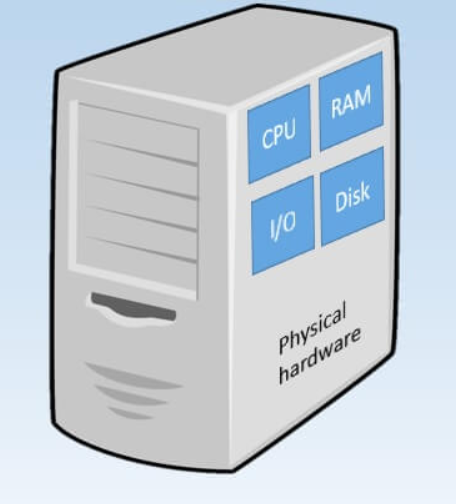 CPU
RAM
I/O
Disk
Physical
hardware